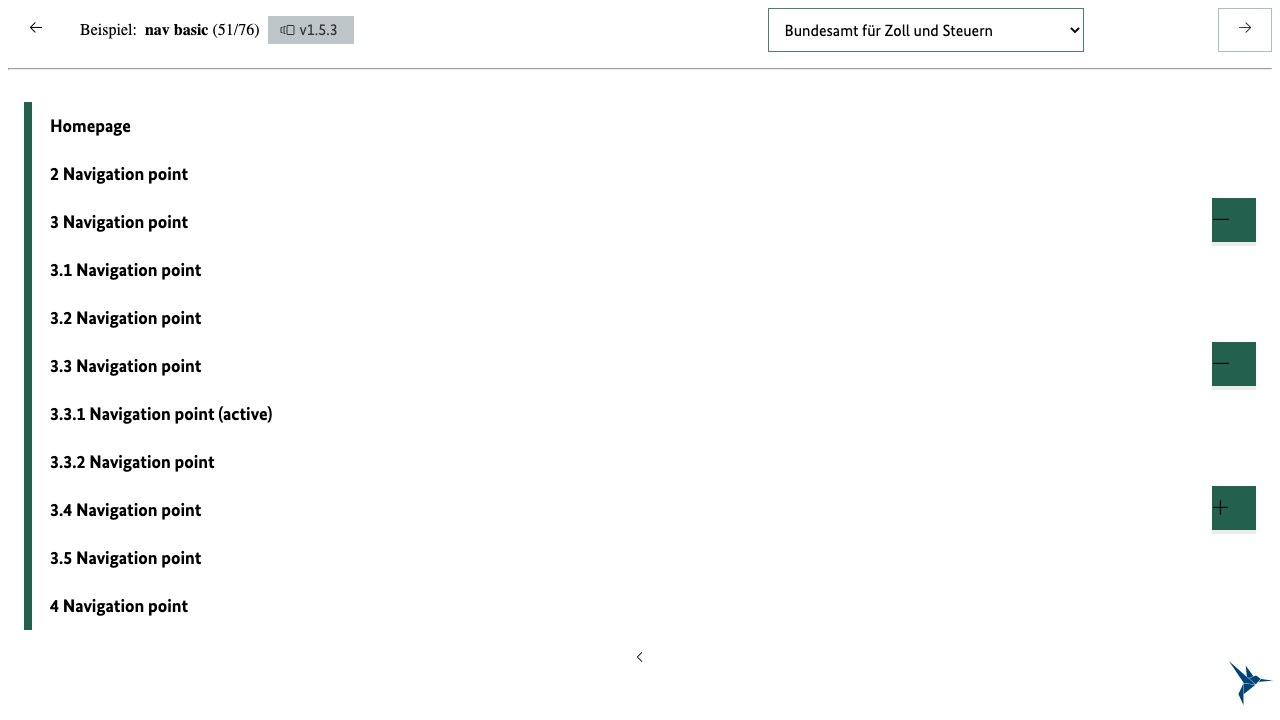 Beispiel: nav basic (51/76) v1.5.3 Bundesamt für Zoll und Steuern
Homepage
2 Navigation point
3 Navigation point
3.1 Navigation point
3.2 Navigation point
3.3 Navigation point
3.3.1 Navigation point (active)
3.3.2 Navigation point
3.4 Navigation point
3.5 Navigation point
4 Navigation point